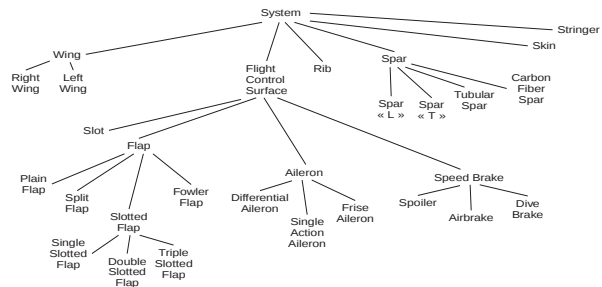 System
Stringer
Skin
Wing
Right
Wing
Left
Wing
Flight
Control
Surface
Rib
Spar
Spar
« L »
Spar
« T »
Tubular
Spar
Carbon
Fiber
Spar
Slot
Flap
Aileron
Speed Brake
Plain
Flap
Split
Flap
Slotted
Flap
Fowler
Flap
Differential
Aileron
Single
Action
Aileron
Frise
Aileron
Spoiler
Airbrake
Dive
Brake
Single
Slotted
Flap
Double
Slotted
Flap
Triple
Slotted
Flap